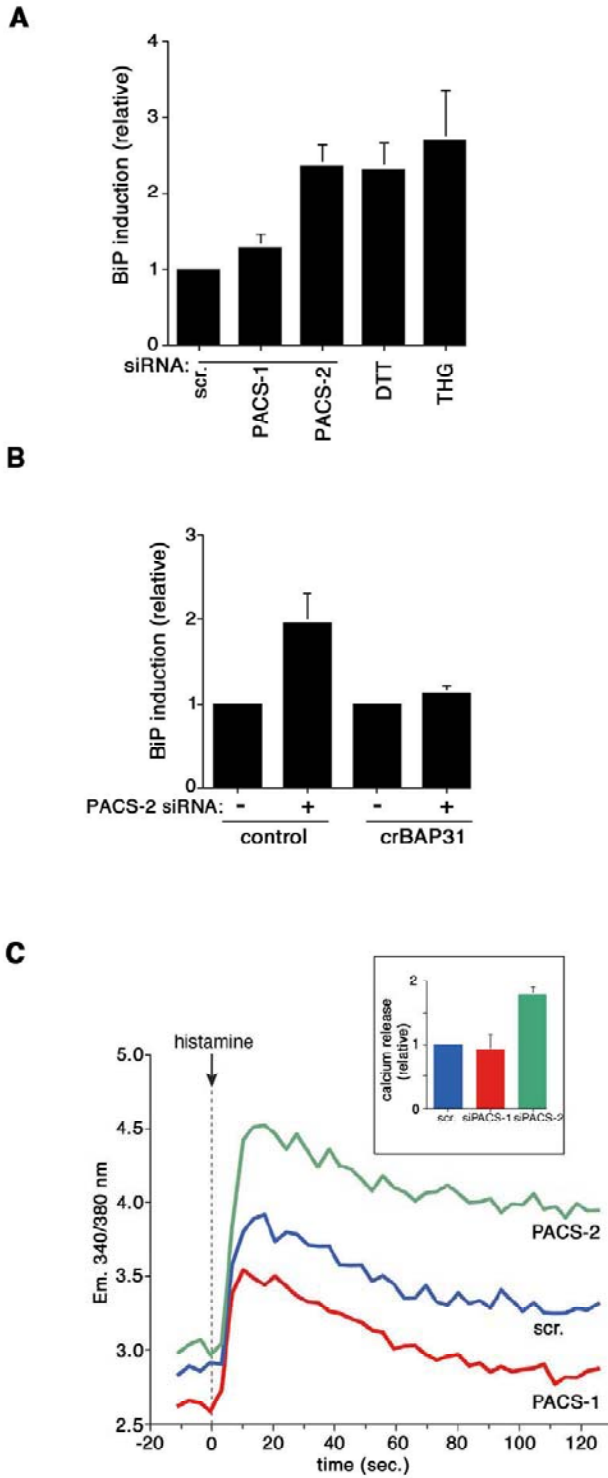 A
BiP induction (relative)
4
3
2
1
0
siRNA:
scr.
PACS-1
PACS-2
DTT
THG
B
BiP induction (relative)
3
2
1
0
PACS-2 siRNA:
- + - +
control crBAP31
C
histamine
calcium release
(relative)
2
1
0
scr. siPACS-1 siPACS-2
Em. 340/380 nm
5.0
4.5
4.0
3.5
3.0
2.5
PACS-2
scr.
PACS-1
-20 0 20 40 60 80 100 120
time (sec.)